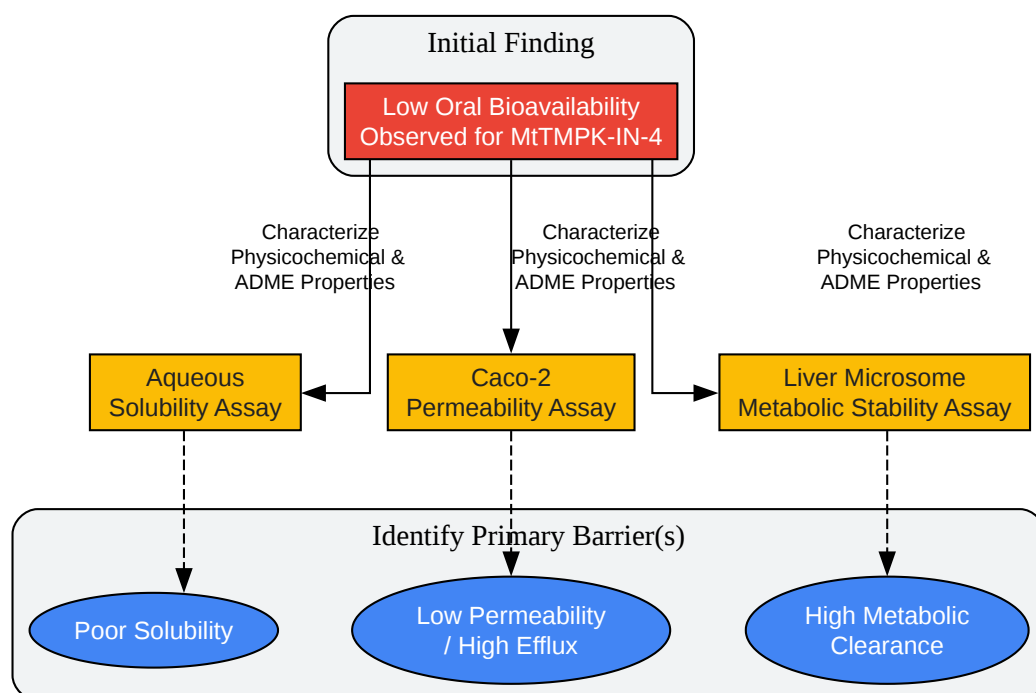 Initial Finding
Low Oral Bioavailability
Observed for MtTMPK-IN-4
Characterize
Physicochemical &
ADME Properties
Characterize
Physicochemical &
ADME Properties
Characterize
Physicochemical &
ADME Properties
Aqueous
Solubility Assay
Caco-2
Permeability Assay
Liver Microsome
Metabolic Stability Assay
Identify Primary Barrier(s)
Poor Solubility
Low Permeability
/ High Efflux
High Metabolic
Clearance